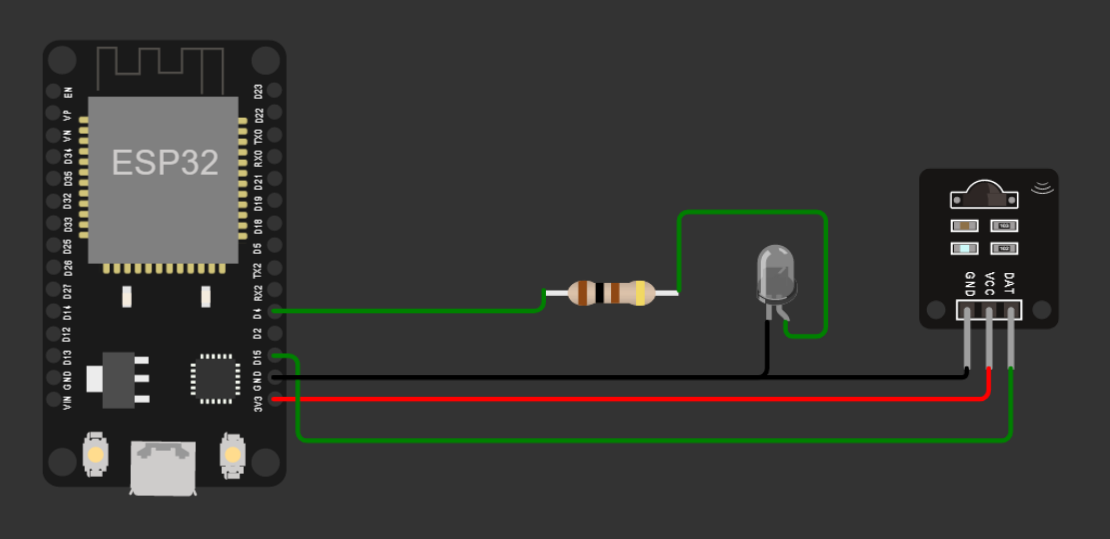 ESP32
EN
VP
VN
D34
D35
D32
D33
D25
D26
D27
D14
D12
D13
GND
VIN
D23
D22
TX0
RX0
D21
D19
D18
D5
TX2
RX2
D4
D2
D15
GND
3V3
GND
VCC
DAT